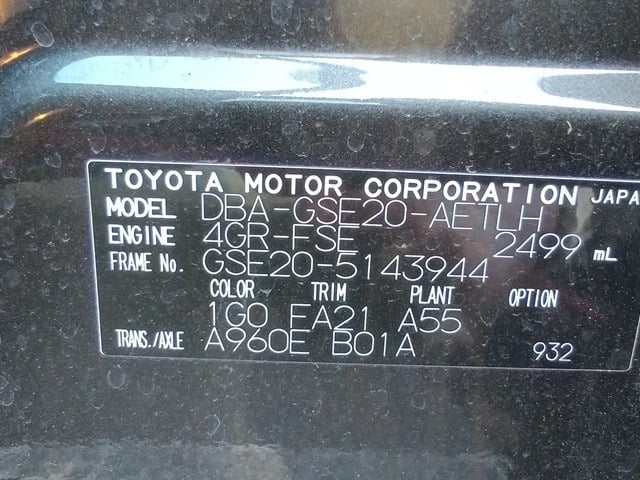 TOYOTA MOTOR CORPORATION JAPA
MODEL DBA-GSE20-AETLH
ENGINE 4GR-FSE 2499 mL
FRAME No. GSE20-5143944
COLOR TRIM PLANT OPTION
1G0 EA21 A55
TRANS./AXLE A960E B01A 932